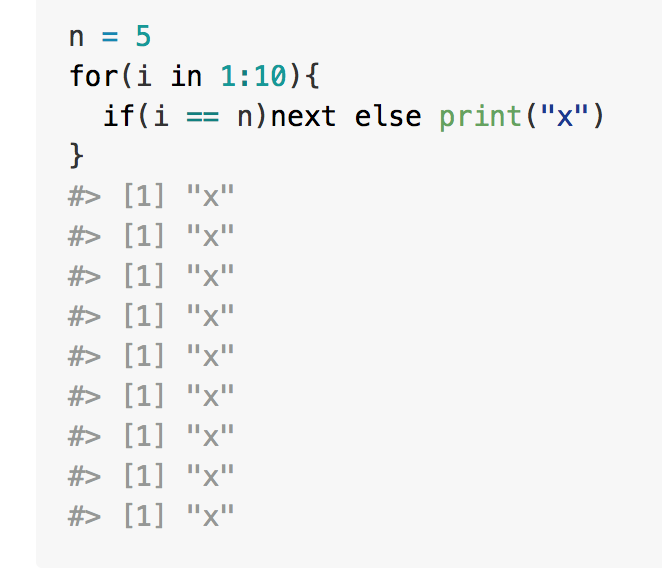 n = 5
for(i in 1:10){
  if(i == n)next else print("x")
}
#> [1] "x"
#> [1] "x"
#> [1] "x"
#> [1] "x"
#> [1] "x"
#> [1] "x"
#> [1] "x"
#> [1] "x"
#> [1] "x"